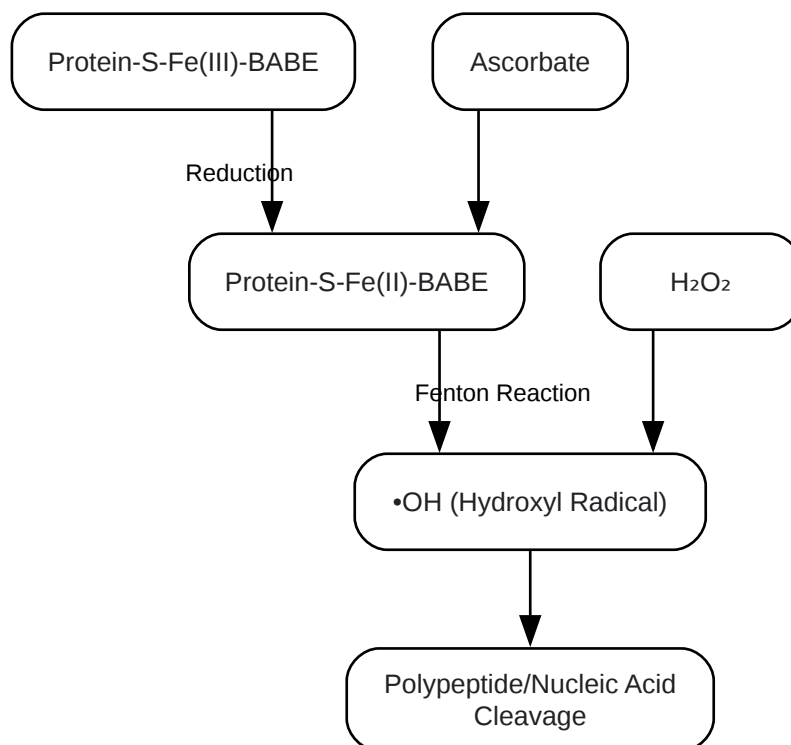 Protein-S-Fe(III)-BABE
Ascorbate
Reduction
Protein-S-Fe(II)-BABE
H₂O₂
Fenton Reaction
•OH (Hydroxyl Radical)
Polypeptide/Nucleic Acid
Cleavage